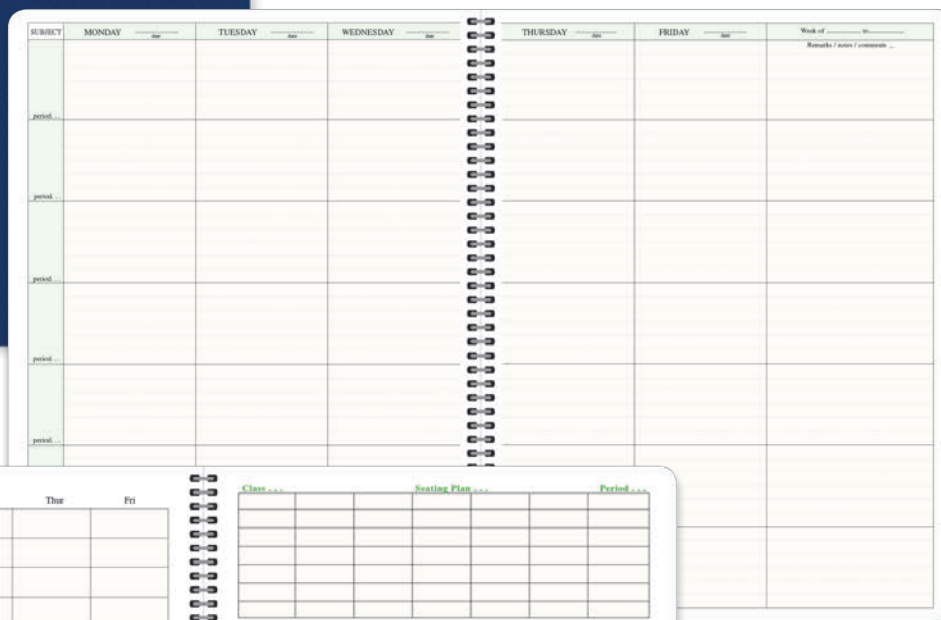 SUBJECT MONDAY date TUESDAY date WEDNESDAY date THURSDAY date FRIDAY date Week of to
Remarks / notes / comments ...
period. . .
period. . .
period. . .
period. . .
period. . .
Thur Fri
Class . . . Seating Plan . . . Period . . .